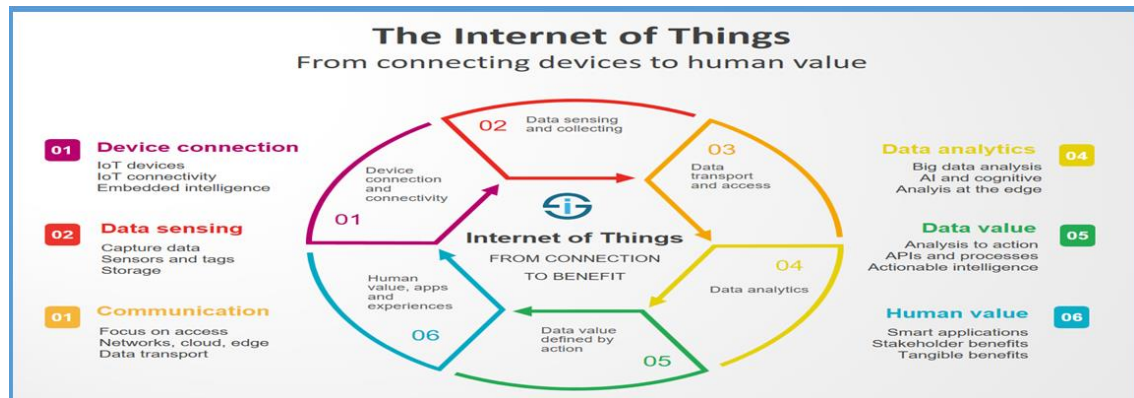 The Internet of Things
From connecting devices to human value
01
Device connection
IoT devices
IoT connectivity
Embedded intelligence
02
Data sensing
Capture data
Sensors and tags
Storage
01
Communication
Focus on access
Networks, cloud, edge
Data transport
01
Device
connection
and
connectivity
02
Data sensing
and collecting
03
Data
transport
and access
04
Data analytics
05
Data value
defined by
action
06
Human
value, apps
and
experiences
Internet of Things
FROM CONNECTION
TO BENEFIT
Data analytics
04
Big data analysis
AI and cognitive
Analyis at the edge
Data value
05
Analysis to action
APIs and processes
Actionable intelligence
Human value
06
Smart applications
Stakeholder benefits
Tangible benefits